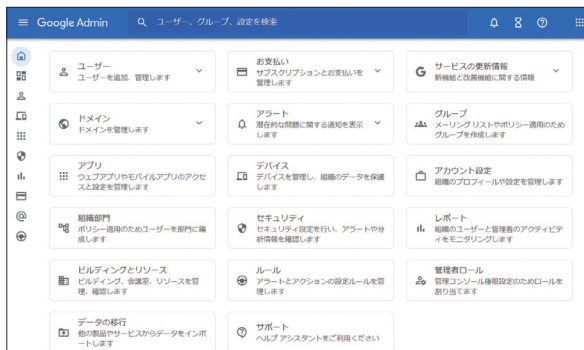 Google Admin
ユーザー、グループ、設定を検索
ユーザー
ユーザーを追加、管理します
お支払い
サブスクリプションとお支払いを
管理します
サービスの更新情報
新機能と改善機能に関する情報
ドメイン
ドメインを管理します
アラート
潜在的な問題に関する通知を表示
します
グループ
メーリング リストやポリシー適用のため
グループを作成します
アプリ
ウェブアプリやモバイルアプリのアクセ
スと設定を管理します
デバイス
デバイスを管理し、組織のデータを保護
します
アカウント設定
組織のプロフィールや設定を管理します
組織部門
ポリシー適用のためユーザーを部門に編
成します
セキュリティ
セキュリティ設定を行い、アラートや分
析情報を確認します
レポート
組織のユーザーと管理者のアクティビテ
ィをモニタリングします
ビルディングとリソース
ビルディング、会議室、リソースを管
理、確認します
ルール
アラートとアクションの設定ルールを管
理します
管理者ロール
管理コンソール権限設定のためロールを
割り当てます
データの移行
他の製品やサービスからデータをインポ
ートします
サポート
ヘルプ アシスタントをご利用ください